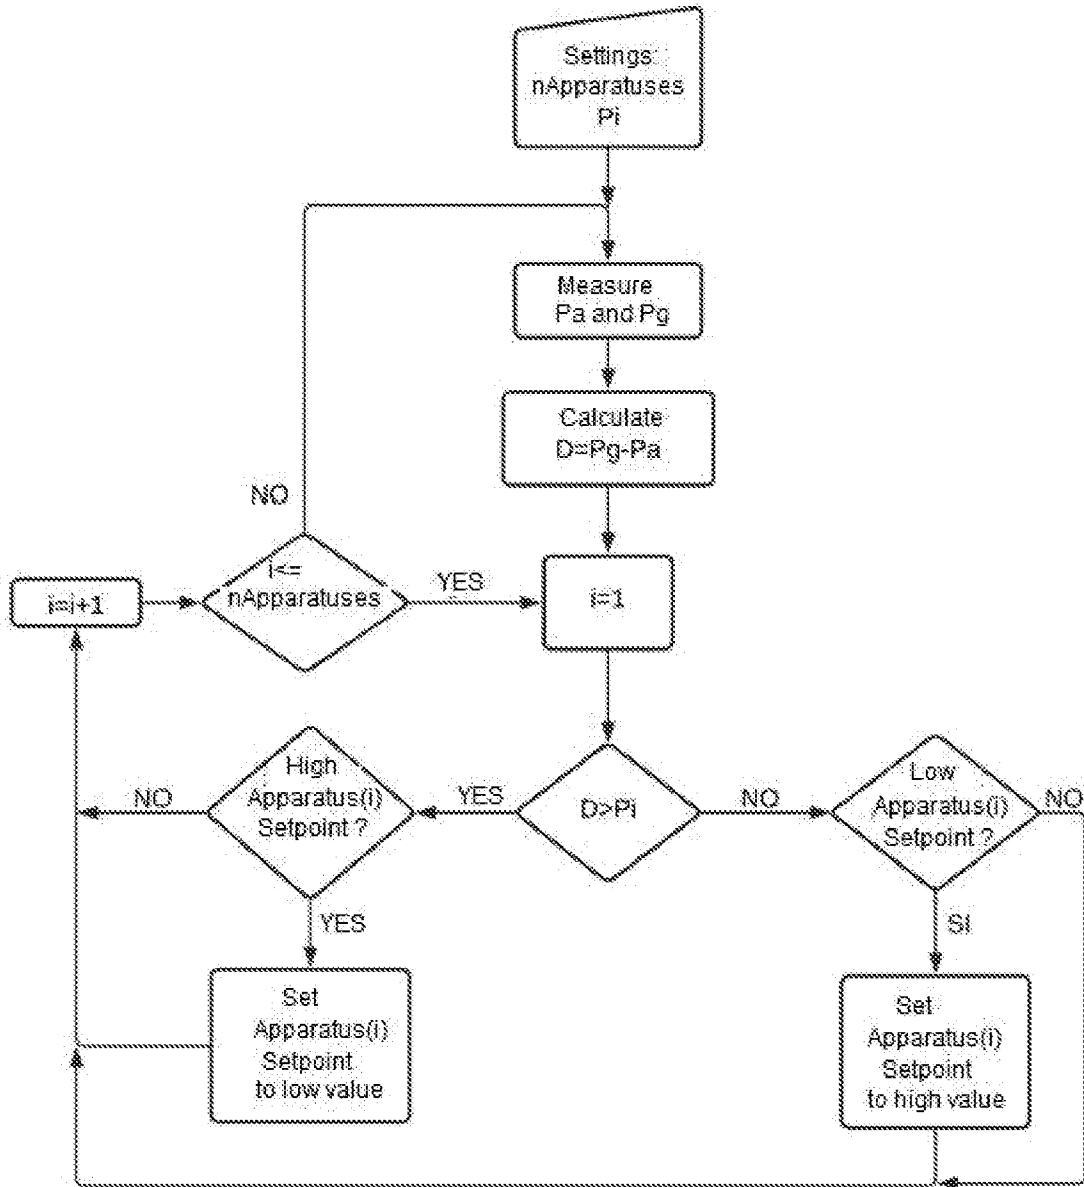 Settings:
nApparatuses
Pi
Measure
Pa and Pg
Calculate
D=Pg-Pa
NO
i<=
nApparatuses
YES
i=i+1
i=1
High
Apparatus(i)
Setpoint ?
NO
YES
D>Pi
NO
Low
Apparatus(i)
Setpoint ?
NO
YES
SI
Set
Apparatus(i)
Setpoint
to low value
Set
Apparatus(i)
Setpoint
to high value